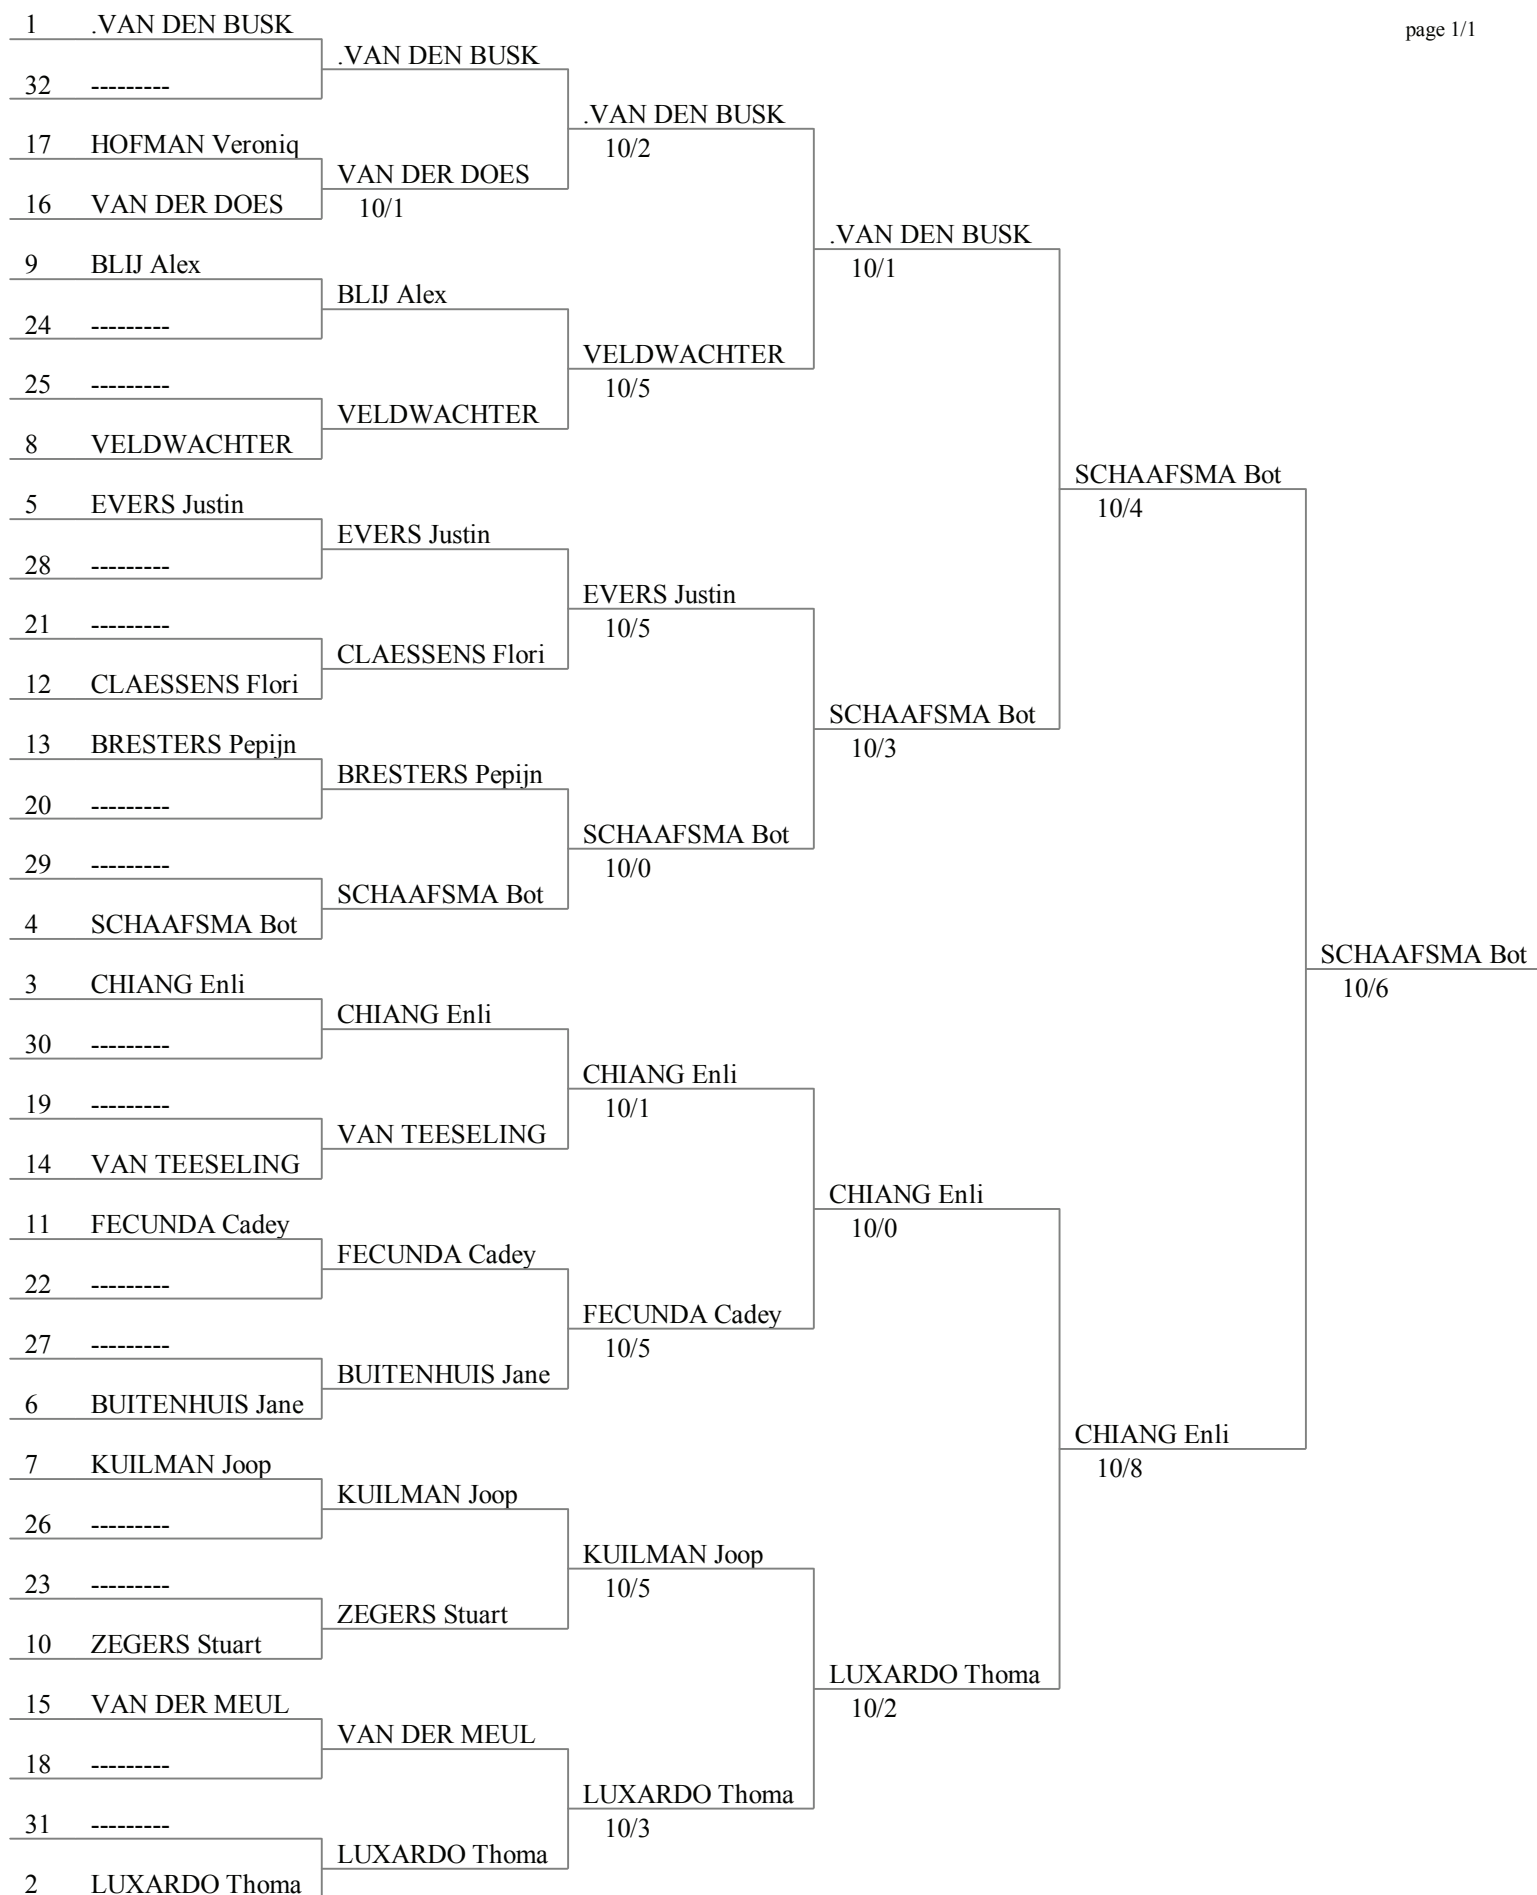 page 1/1
1 .VAN DEN BUSK
32 ---------
17 HOFMAN Veroniq
16 VAN DER DOES
9 BLIJ Alex
24 ---------
25 ---------
8 VELDWACHTER
5 EVERS Justin
28 ---------
21 ---------
12 CLAESSENS Flori
13 BRESTERS Pepijn
20 ---------
29 ---------
4 SCHAAFSMA Bot
3 CHIANG Enli
30 ---------
19 ---------
14 VAN TEESELING
11 FECUNDA Cadey
22 ---------
27 ---------
6 BUITENHUIS Jane
7 KUILMAN Joop
26 ---------
23 ---------
10 ZEGERS Stuart
15 VAN DER MEUL
18 ---------
31 ---------
2 LUXARDO Thoma
.VAN DEN BUSK
VAN DER DOES
10/1
BLIJ Alex
VELDWACHTER
EVERS Justin
CLAESSENS Flori
BRESTERS Pepijn
SCHAAFSMA Bot
CHIANG Enli
VAN TEESELING
FECUNDA Cadey
BUITENHUIS Jane
KUILMAN Joop
ZEGERS Stuart
VAN DER MEUL
LUXARDO Thoma
.VAN DEN BUSK
10/2
VELDWACHTER
10/5
EVERS Justin
10/5
SCHAAFSMA Bot
10/0
CHIANG Enli
10/1
FECUNDA Cadey
10/5
KUILMAN Joop
10/5
LUXARDO Thoma
10/3
.VAN DEN BUSK
10/1
SCHAAFSMA Bot
10/3
CHIANG Enli
10/0
LUXARDO Thoma
10/2
SCHAAFSMA Bot
10/4
CHIANG Enli
10/8
SCHAAFSMA Bot
10/6